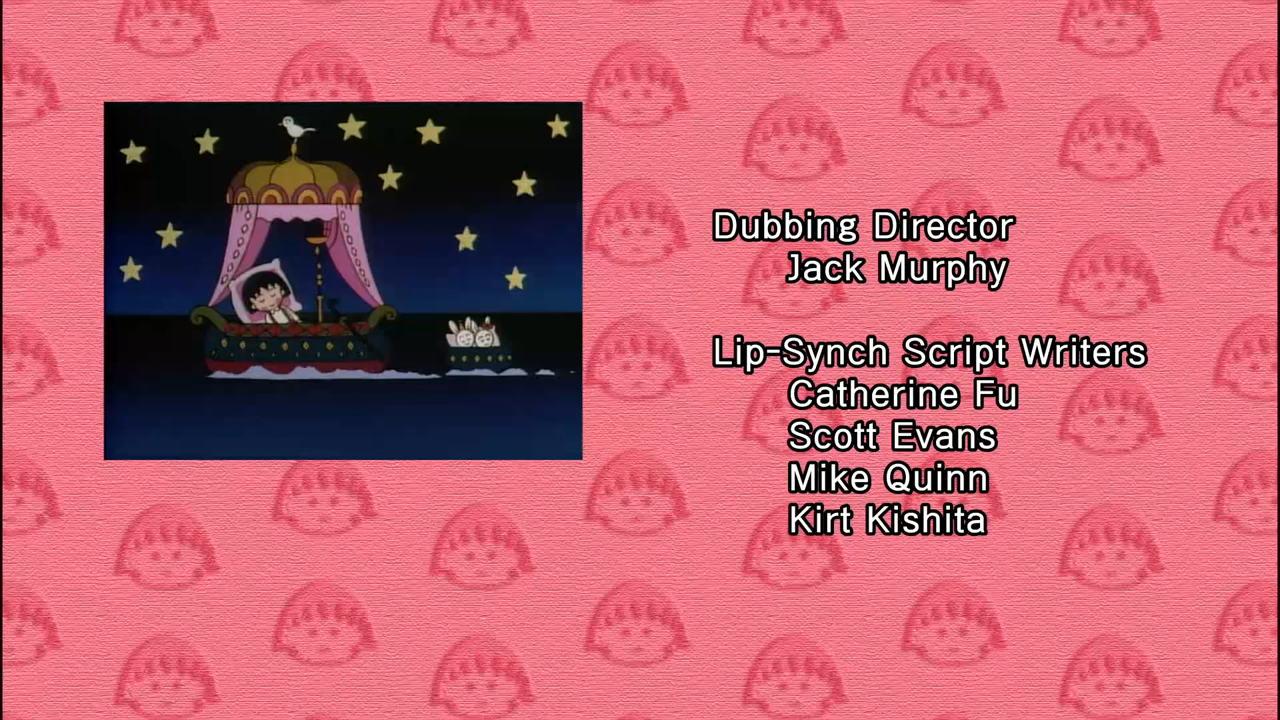 Dubbing Director
Jack Murphy
Lip-Synch Script Writers
Catherine Fu
Scott Evans
Mike Quinn
Kirt Kishita